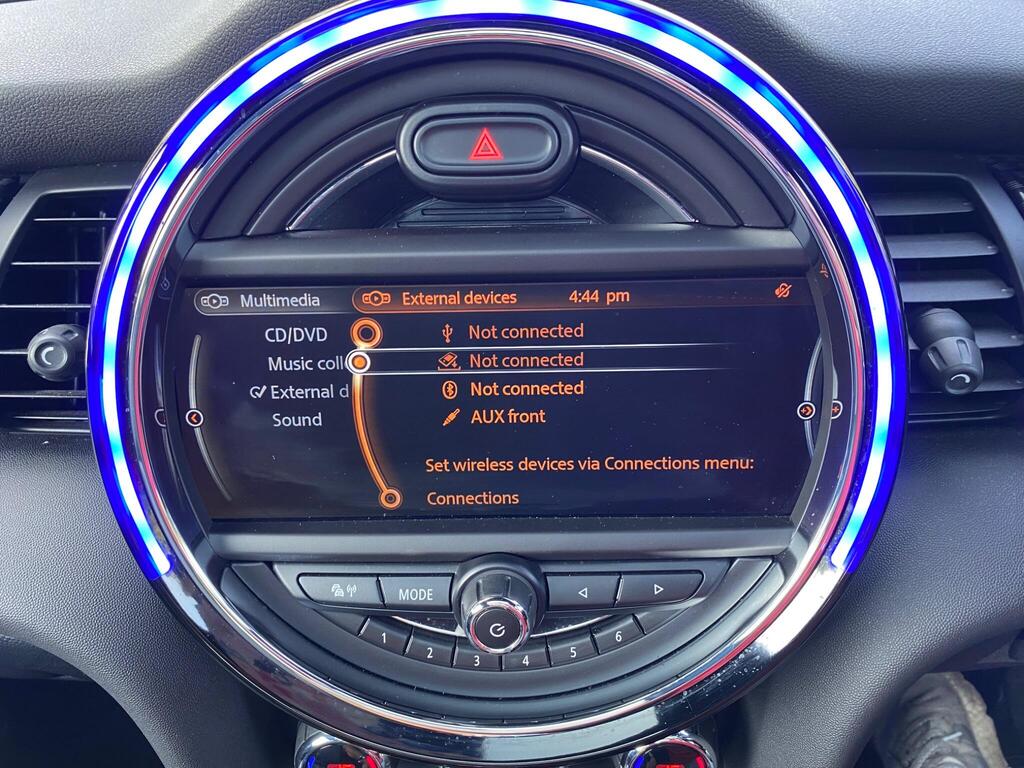 Multimedia External devices 4:44 pm
CD/DVD Not connected
Music coll Not connected
External d Not connected
Sound AUX front
Set wireless devices via Connections menu:
Connections
MODE
1 2 3 4 5 6